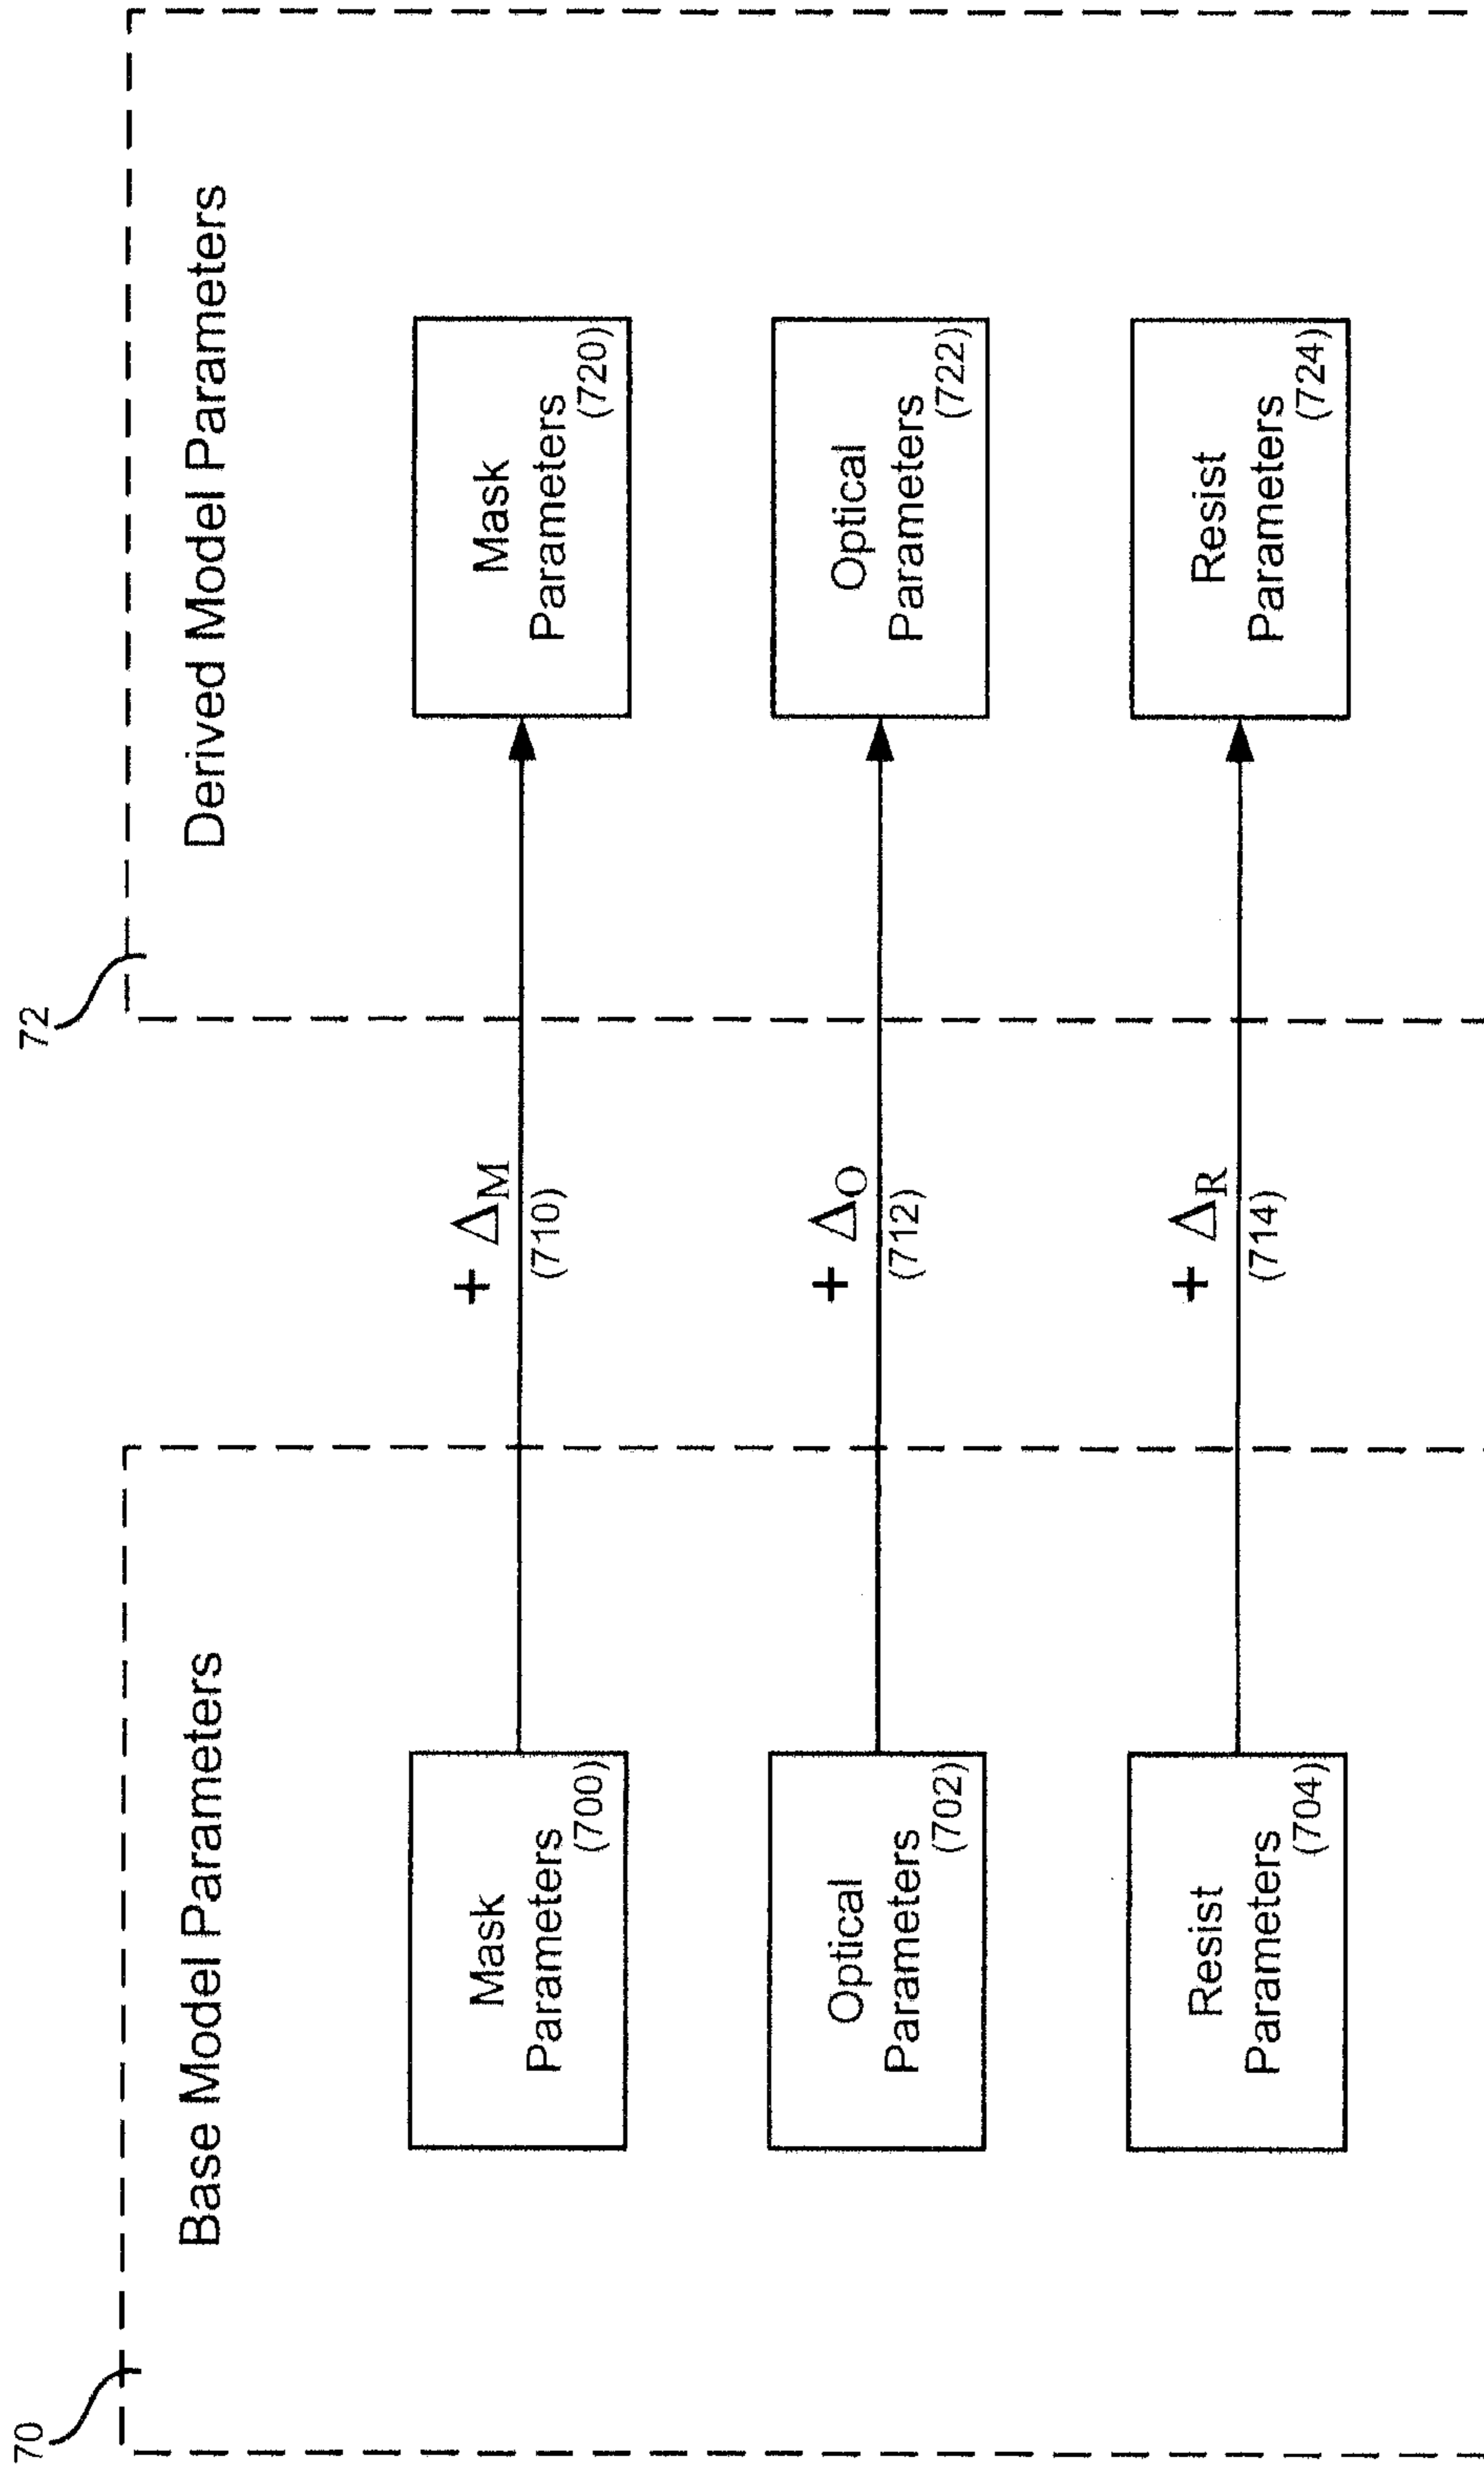 70
Base Model Parameters
Mask
Parameters
(700)
Optical
Parameters
(702)
Resist
Parameters
(704)
+ ΔM
(710)
+ ΔO
(712)
+ ΔR
(714)
72
Derived Model Parameters
Mask
Parameters
(720)
Optical
Parameters
(722)
Resist
Parameters
(724)